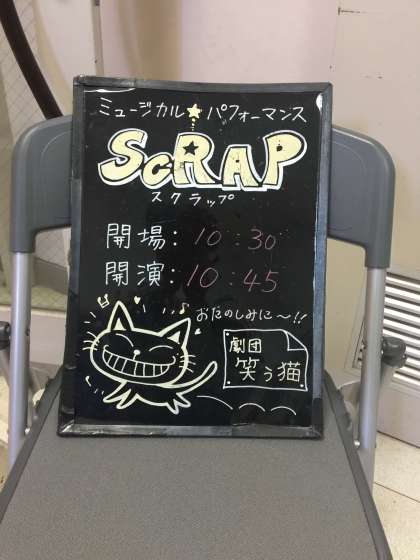 ミュージカル★パフォーマンス
SCRAP
スクラップ
開場：10：30
開演：10：45
おたのしみに〜!!
劇団
笑う猫